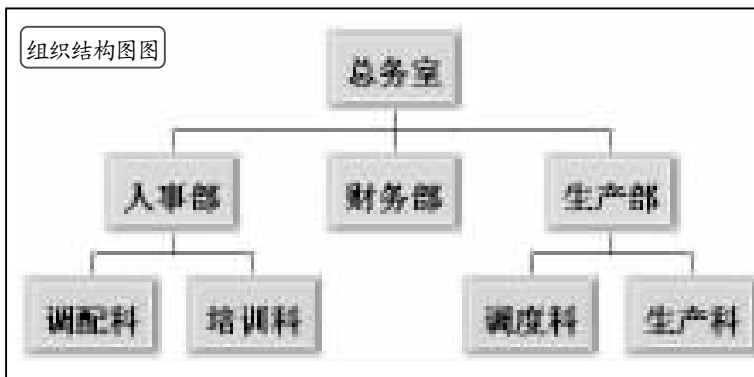 组织结构图图
总务室
人事部 财务部 生产部
调配科 培训科 调度科 生产科